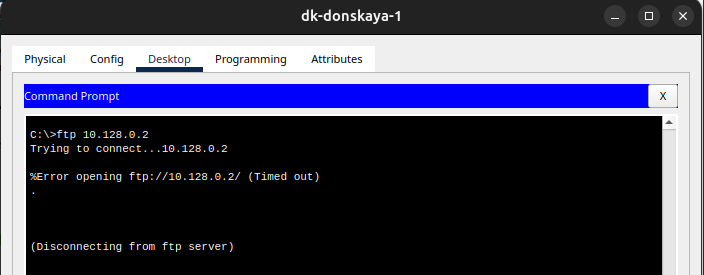 dk-donskaya-1
Physical Config Desktop Programming Attributes
Command Prompt X
C:\>ftp 10.128.0.2
Trying to connect...10.128.0.2
%Error opening ftp://10.128.0.2/ (Timed out)
.
(Disconnecting from ftp server)